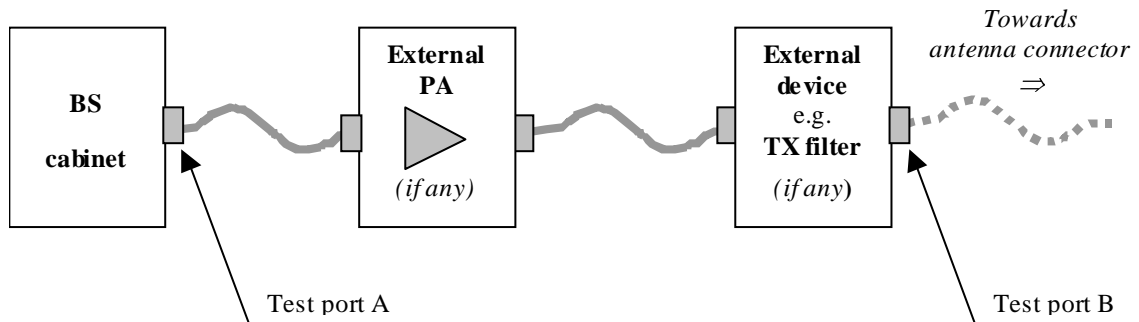 BS
cabinet
External
PA
(if any)
External
device
e.g.
TX filter
(if any)
Towards
antenna connector
⇒
Test port A
Test port B